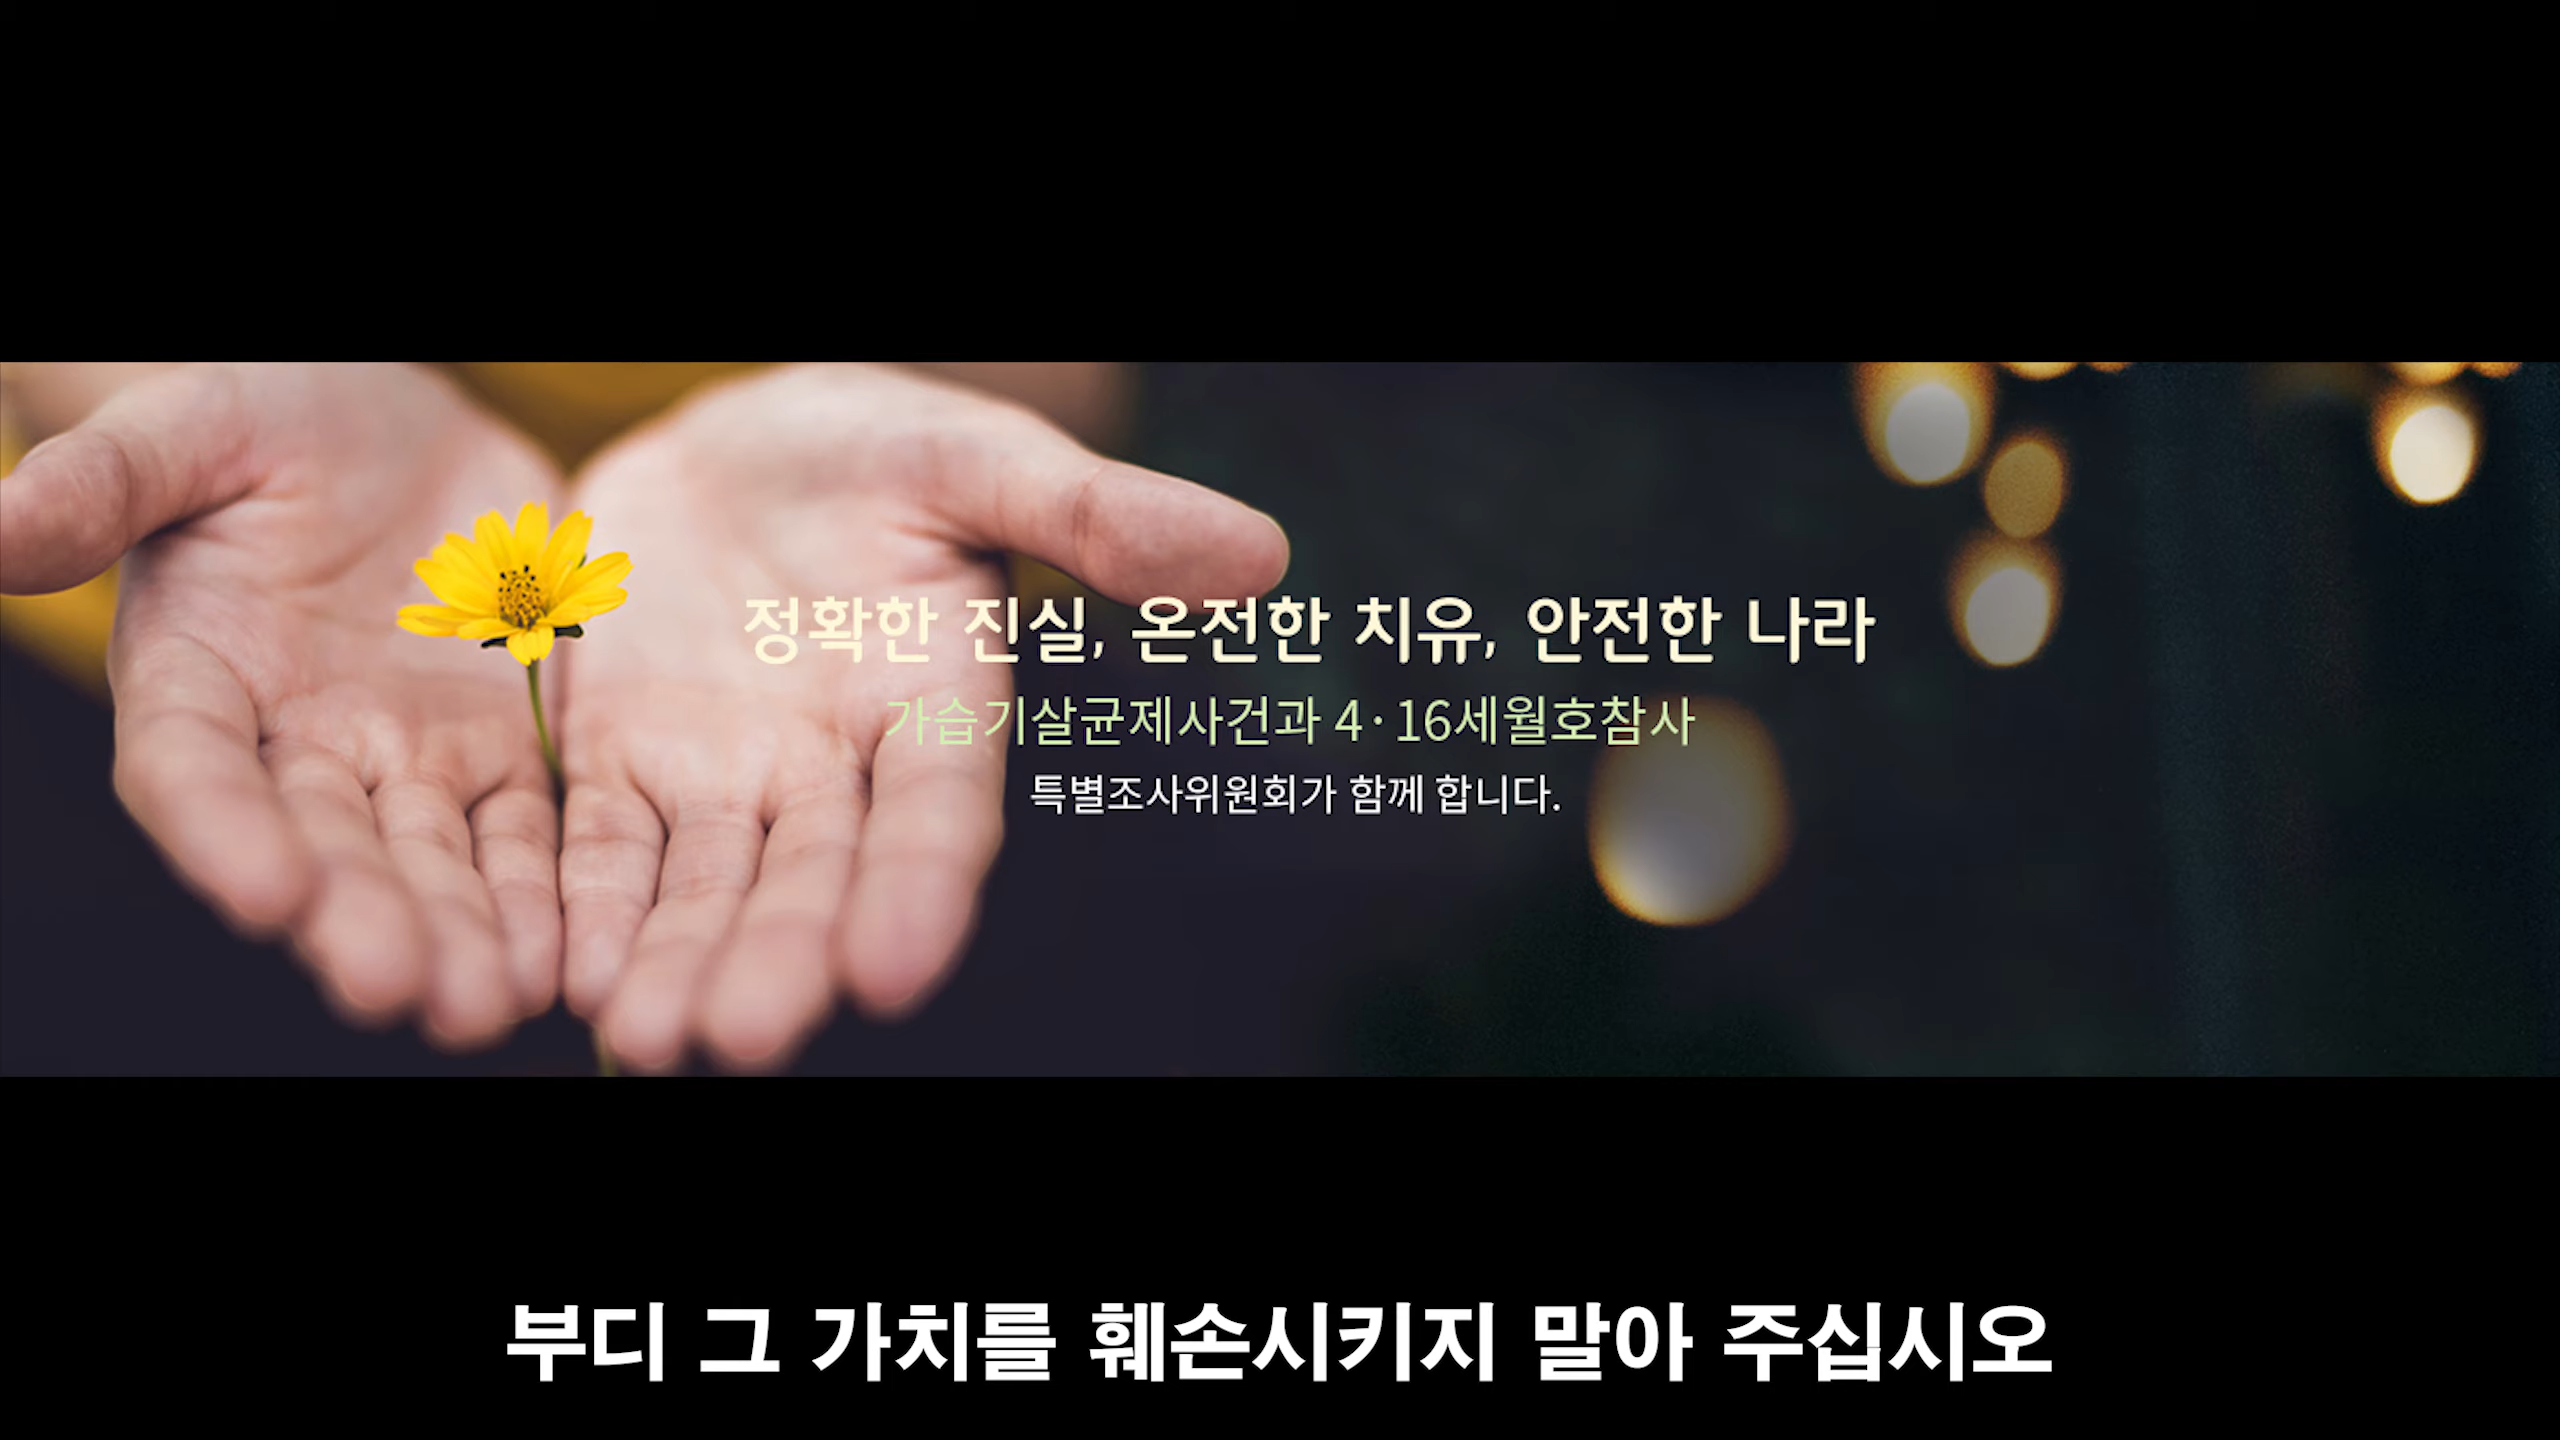 정확한 진실, 온전한 치유, 안전한 나라
가습기살균제사건과 4·16세월호참사
특별조사위원회가 함께 합니다.
부디 그 가치를 훼손시키지 말아 주십시오